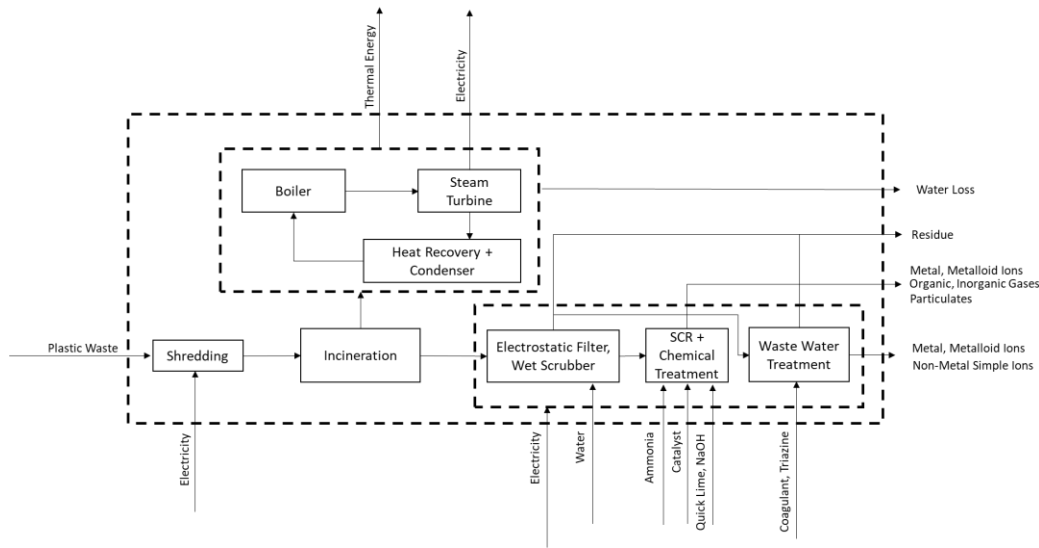 Thermal Energy
Electricity
Boiler
Steam
Turbine
Water Loss
Heat Recovery +
Condenser
Residue
Metal, Metalloid Ions
Organic, Inorganic Gases
Particulates
Plastic Waste
Shredding
Incineration
Electrostatic Filter,
Wet Scrubber
SCR +
Chemical
Treatment
Waste Water
Treatment
Metal, Metalloid Ions
Non-Metal Simple Ions
Electricity
Electricity
Water
Ammonia
Catalyst
Quick Lime, NaOH
Coagulant, Triazine